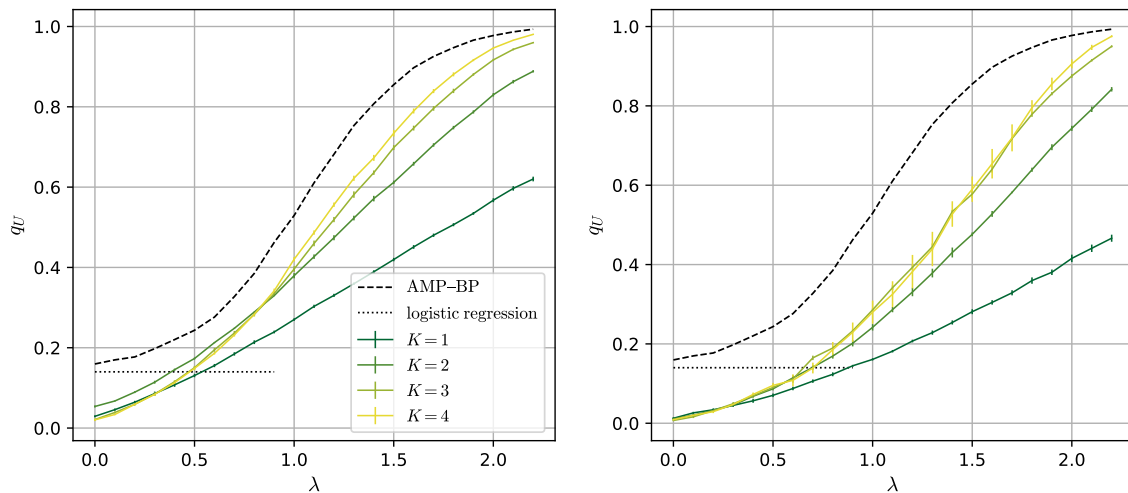 1.0
0.8
0.6
0.4
0.2
0.0
q_U
0.0 0.5 1.0 1.5 2.0
λ
AMP−BP
logistic regression
K = 1
K = 2
K = 3
K = 4
1.0
0.8
0.6
0.4
0.2
0.0
q_U
0.0 0.5 1.0 1.5 2.0
λ